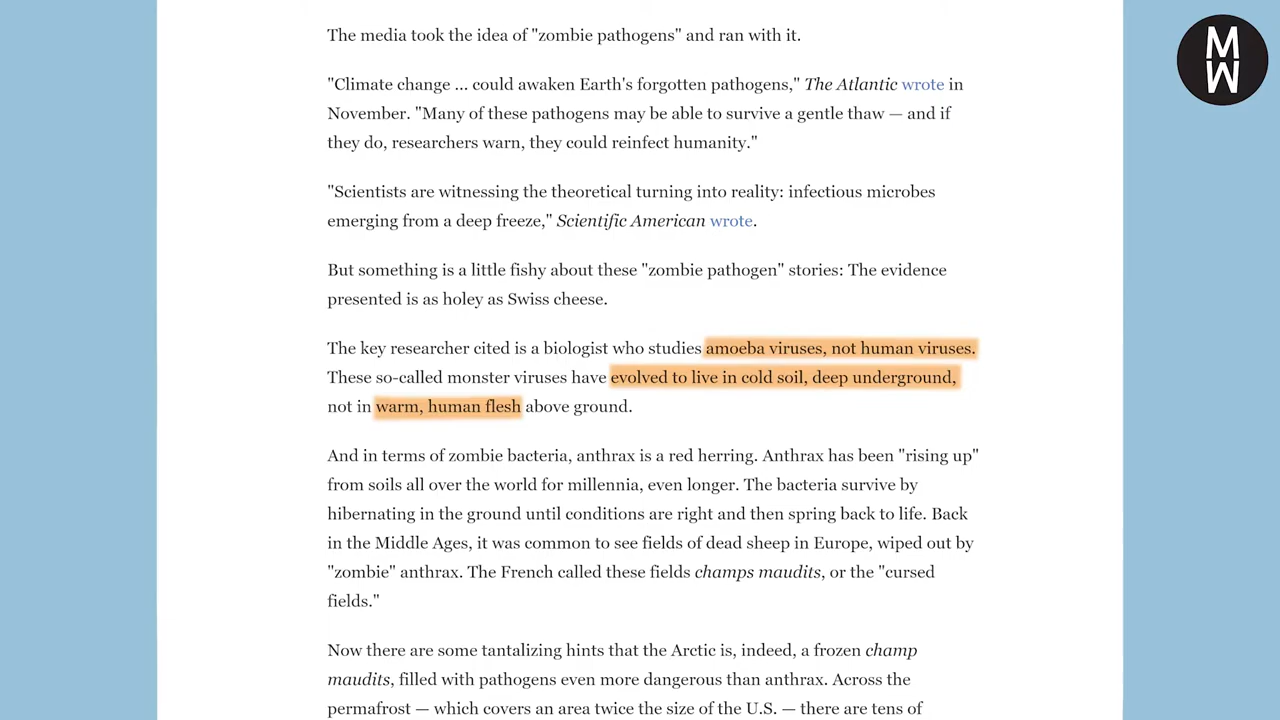 The media took the idea of "zombie pathogens" and ran with it.
"Climate change ... could awaken Earth's forgotten pathogens," The Atlantic wrote in
November. "Many of these pathogens may be able to survive a gentle thaw — and if
they do, researchers warn, they could reinfect humanity."
"Scientists are witnessing the theoretical turning into reality: infectious microbes
emerging from a deep freeze," Scientific American wrote.
But something is a little fishy about these "zombie pathogen" stories: The evidence
presented is as holey as Swiss cheese.
The key researcher cited is a biologist who studies amoeba viruses, not human viruses.
These so-called monster viruses have evolved to live in cold soil, deep underground,
not in warm, human flesh above ground.
And in terms of zombie bacteria, anthrax is a red herring. Anthrax has been "rising up"
from soils all over the world for millennia, even longer. The bacteria survive by
hibernating in the ground until conditions are right and then spring back to life. Back
in the Middle Ages, it was common to see fields of dead sheep in Europe, wiped out by
"zombie" anthrax. The French called these fields champs maudits, or the "cursed
fields."
Now there are some tantalizing hints that the Arctic is, indeed, a frozen champ
maudits, filled with pathogens even more dangerous than anthrax. Across the
permafrost — which covers an area twice the size of the U.S. — there are tens of
M
W